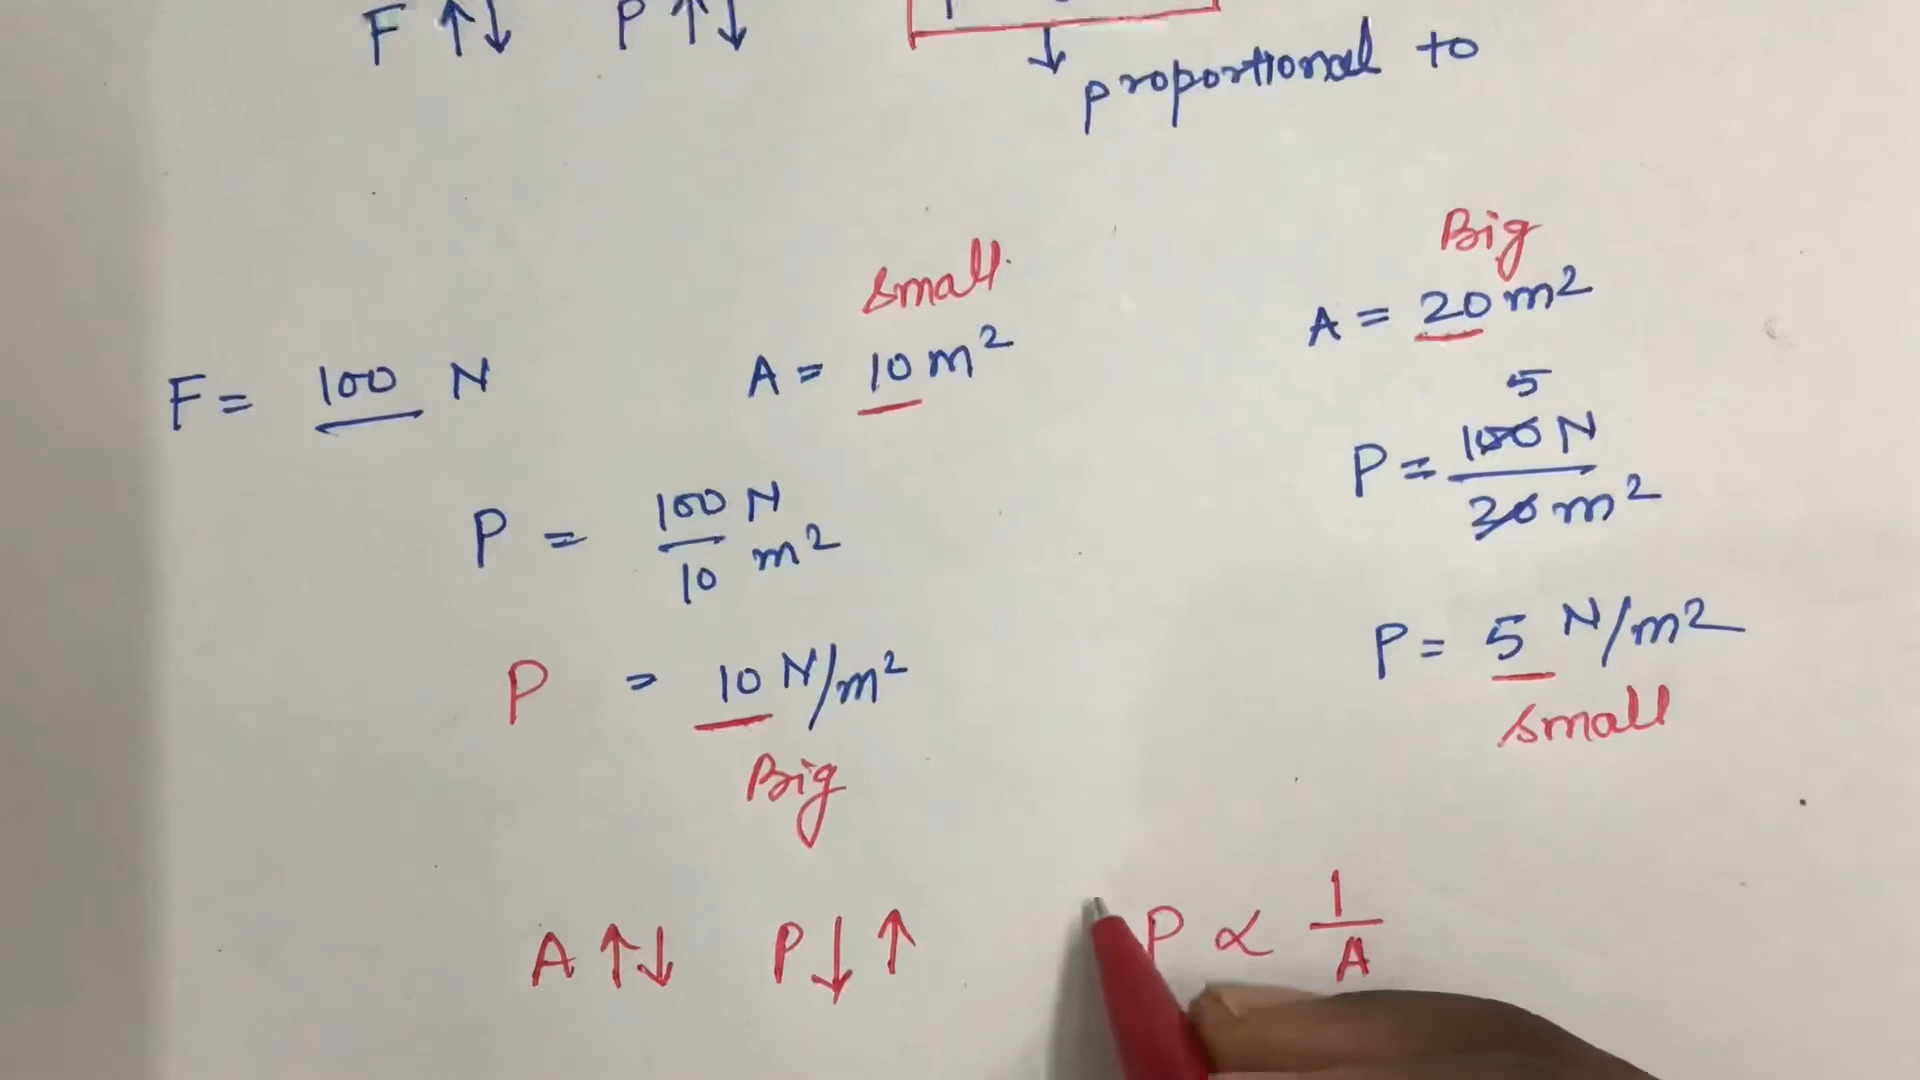 F ↑↓ P ↑↓
↓ proportional to
F = 100 N
small
A = 10 m²
P = 100 N / 10 m²
P = 10 N/m²
Big
Big
A = 20 m²
5
P = 100 N / 20 m²
P = 5 N/m²
small
A ↑↓ P ↓ ↑ P ∝ 1/A